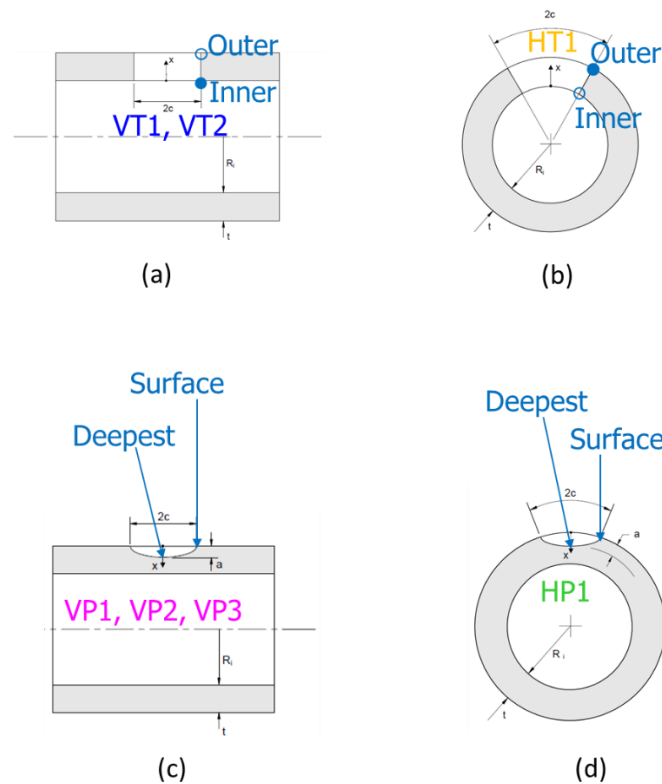 Outer
x
Inner
2c
VT1, VT2
Ri
t
(a)
2c
HT1
Outer
x
Inner
Ri
t
(b)
Surface
Deepest
2c
x
a
VP1, VP2, VP3
Ri
t
(c)
Deepest
Surface
2c
a
x
HP1
R i
t
(d)